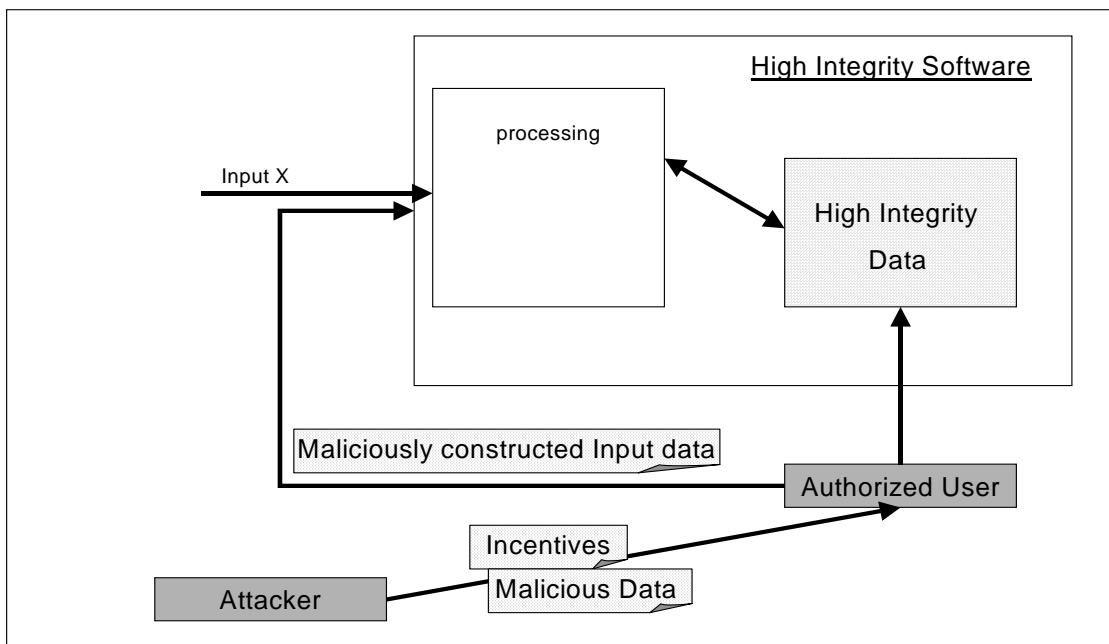 High Integrity Software
processing
Input X
High Integrity
Data
Maliciously constructed Input data
Authorized User
Incentives
Malicious Data
Attacker